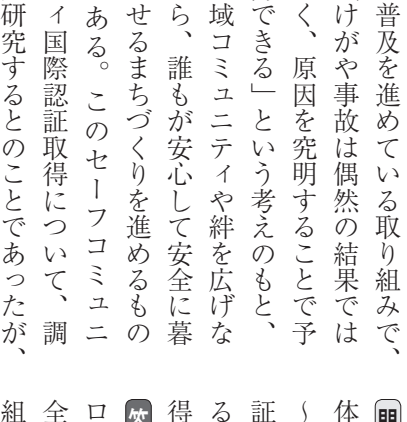 普及を進めている取り組みで、
けがや事故は偶然の結果では
く、原因を究明することで予
できる」という考えのもと、
域コミュニティや絆を広げな
ら、誰もが安心して安全に暮
せるまちづくりを進めるもの
ある。このセーフコミュニ
ィ国際認証取得について、調
研究するとのことであったが、
問
体
〜
証
る
得
答
ロ
全
組